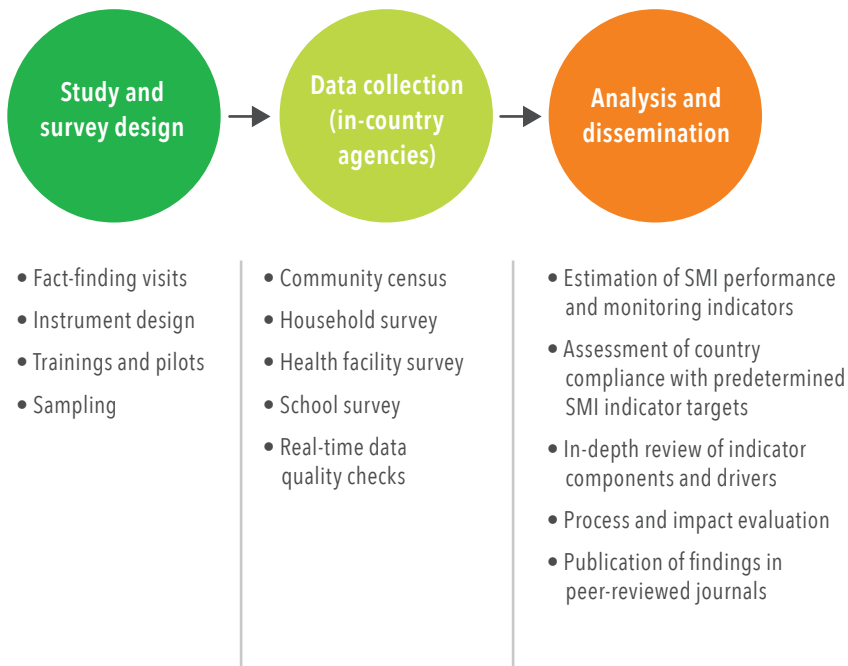 Study and
survey design
Data collection
(in-country
agencies)
Analysis and
dissemination
• Fact-finding visits
• Instrument design
• Trainings and pilots
• Sampling
• Community census
• Household survey
• Health facility survey
• School survey
• Real-time data
quality checks
• Estimation of SMI performance
and monitoring indicators
• Assessment of country
compliance with predetermined
SMI indicator targets
• In-depth review of indicator
components and drivers
• Process and impact evaluation
• Publication of findings in
peer-reviewed journals